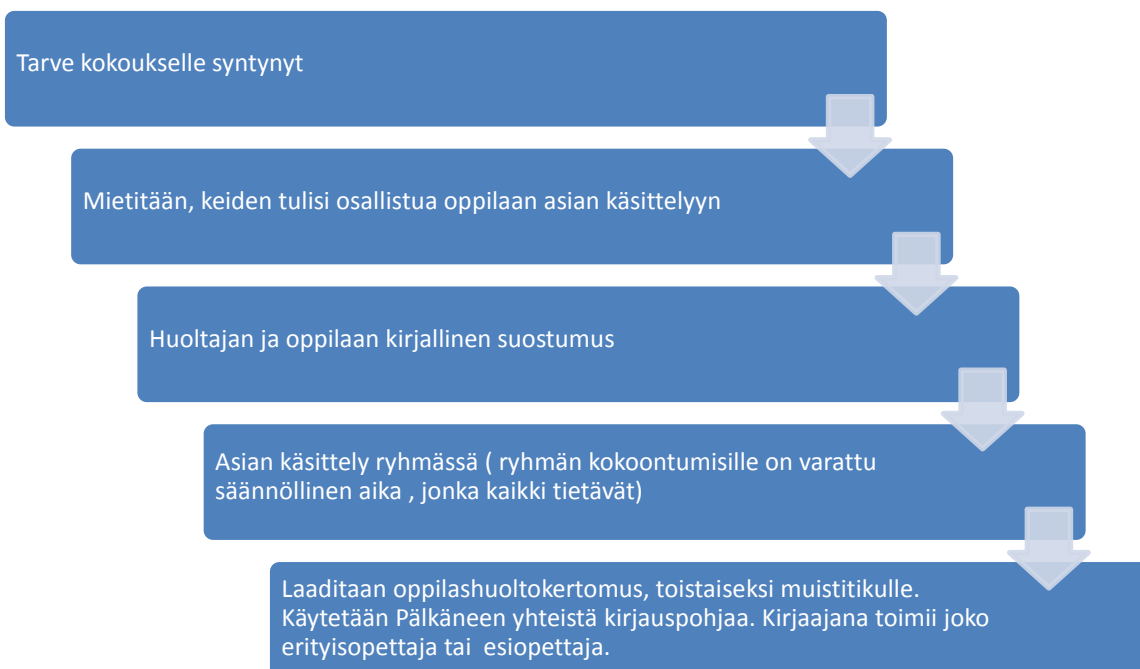 Tarve kokoukselle syntynyt
Mietitään, keiden tulisi osallistua oppilaan asian käsittelyyn
Huoltajan ja oppilaan kirjallinen suostumus
Asian käsittely ryhmässä ( ryhmän kokoontumisille on varattu
säännöllinen aika , jonka kaikki tietävät)
Laaditaan oppilashuoltokertomus, toistaiseksi muistitikulle.
Käytetään Pälkäneen yhteistä kirjauspohjaa. Kirjaajana toimii joko
erityisopettaja tai  esiopettaja.